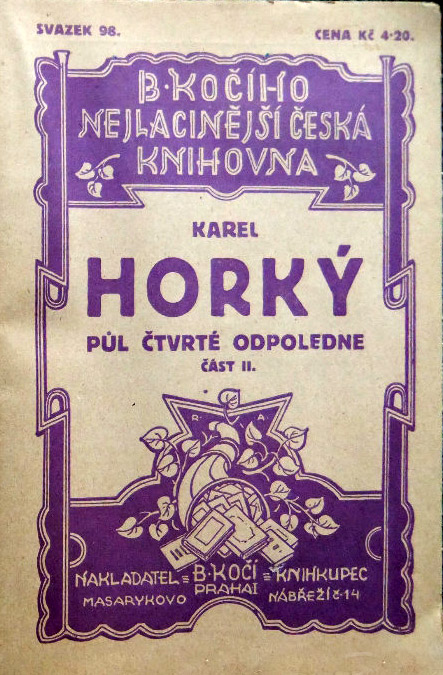 SVAZEK 98.
CENA Kč 4·20.
B·KOČÍHO
NEJLACINĚJŠÍ ČESKÁ
KNIHOVNA
KAREL
HORKÝ
PŮL ČTVRTÉ ODPOLEDNE
ČÁST II.
R A
NAKLADATEL = B·KOČÍ = KNIHKUPEC
PRAHA I
MASARYKOVO NÁBŘEŽÍ č·14